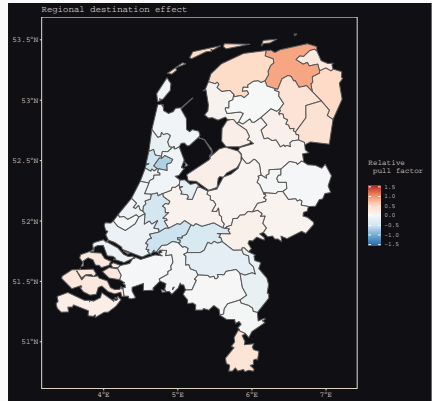 Regional destination effect
53.5°N
53°N
52.5°N
52°N
51.5°N
51°N
4°E
5°E
6°E
7°E
Relative
pull factor
1.5
1.0
0.5
0.0
-0.5
-1.0
-1.5